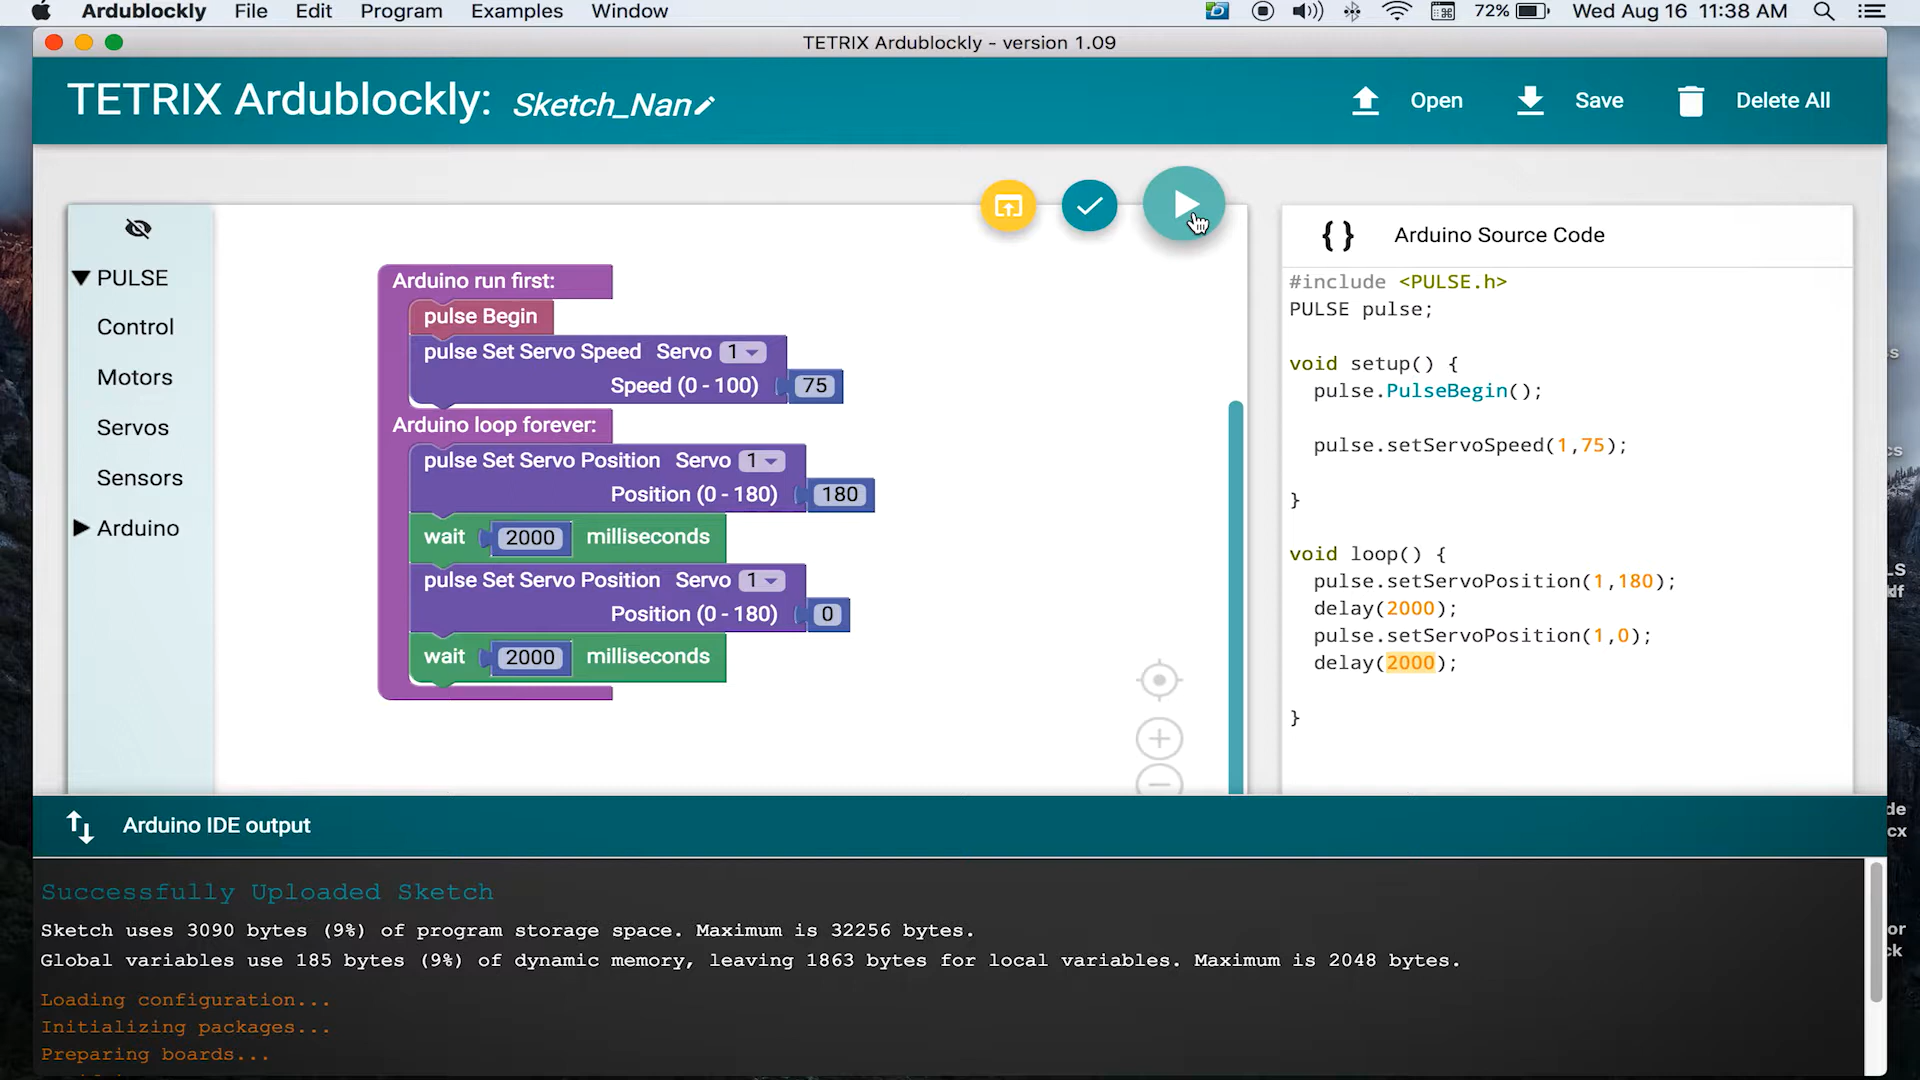 Ardublockly File Edit Program Examples Window 72% Wed Aug 16 11:38 AM
TETRIX Ardublockly - version 1.09
TETRIX Ardublockly: Sketch_Nan Open Save Delete All
PULSE
Control
Motors
Servos
Sensors
Arduino
Arduino run first:
pulse Begin
pulse Set Servo Speed Servo 1
Speed (0 - 100) 75
Arduino loop forever:
pulse Set Servo Position Servo 1
Position (0 - 180) 180
wait 2000 milliseconds
pulse Set Servo Position Servo 1
Position (0 - 180) 0
wait 2000 milliseconds
{ } Arduino Source Code
#include <PULSE.h>
PULSE pulse;
void setup() {
pulse.PulseBegin();
pulse.setServoSpeed(1,75);
}
void loop() {
pulse.setServoPosition(1,180);
delay(2000);
pulse.setServoPosition(1,0);
delay(2000);
}
Arduino IDE output
Successfully Uploaded Sketch
Sketch uses 3090 bytes (9%) of program storage space. Maximum is 32256 bytes.
Global variables use 185 bytes (9%) of dynamic memory, leaving 1863 bytes for local variables. Maximum is 2048 bytes.
Loading configuration...
Initializing packages...
Preparing boards...